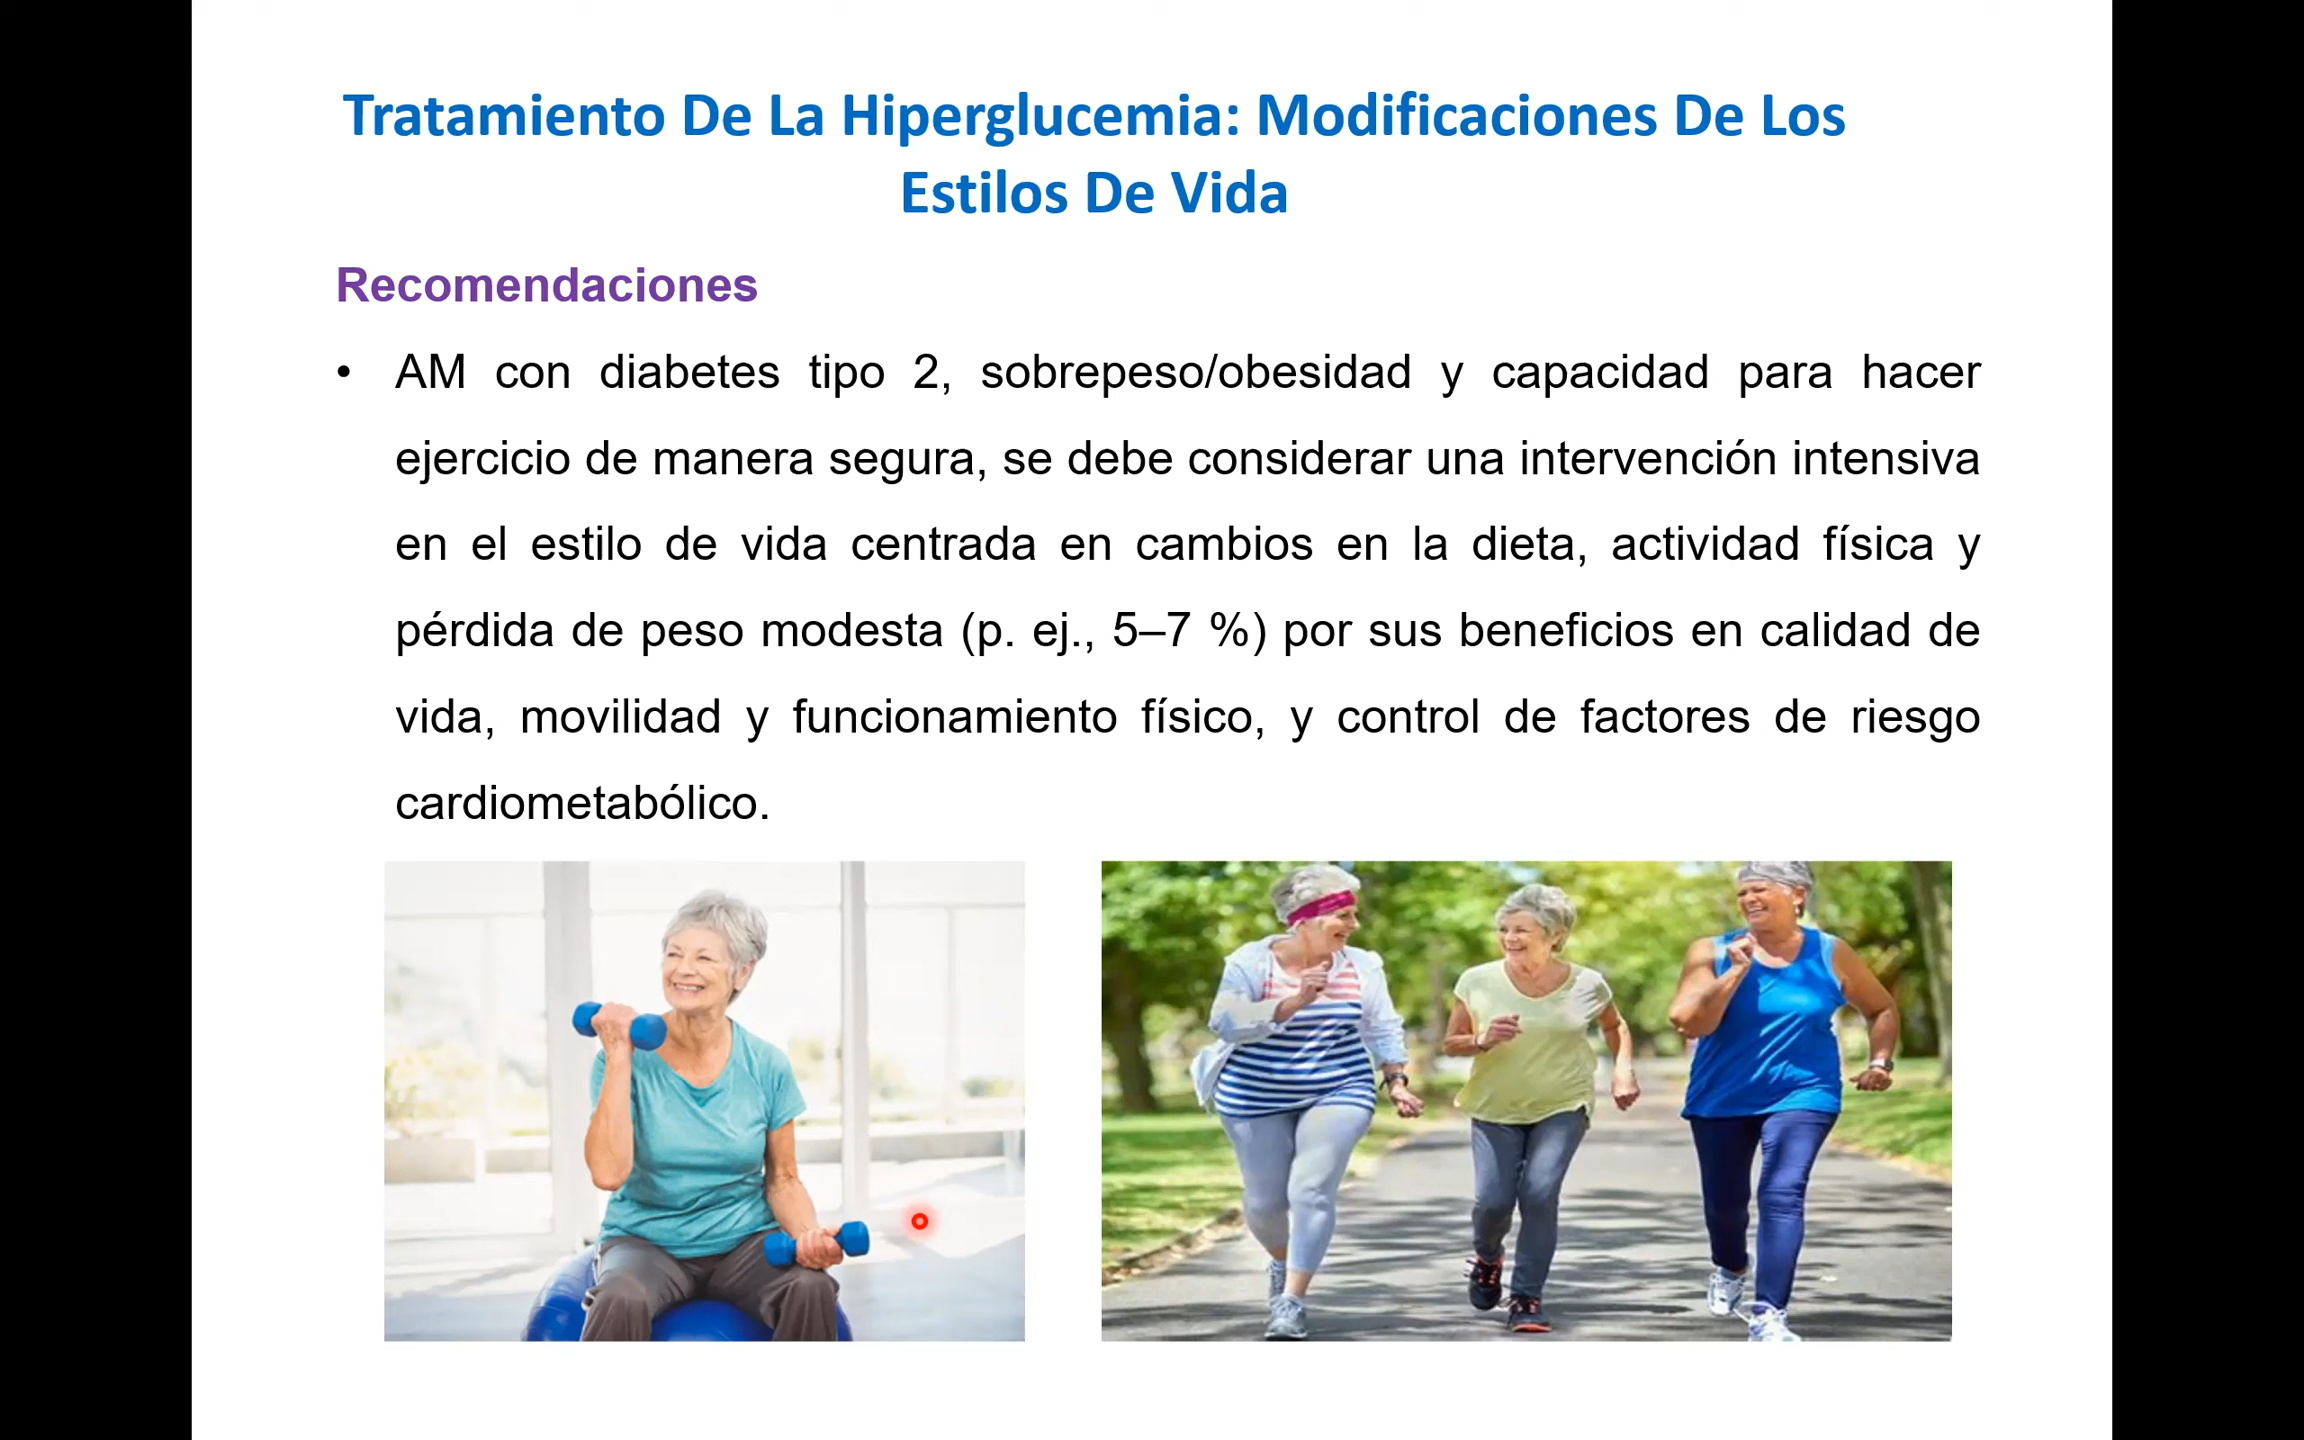 Tratamiento De La Hiperglucemia: Modificaciones De Los
Estilos De Vida
Recomendaciones
• AM con diabetes tipo 2, sobrepeso/obesidad y capacidad para hacer
ejercicio de manera segura, se debe considerar una intervención intensiva
en el estilo de vida centrada en cambios en la dieta, actividad física y
pérdida de peso modesta (p. ej., 5–7 %) por sus beneficios en calidad de
vida, movilidad y funcionamiento físico, y control de factores de riesgo
cardiometabólico.